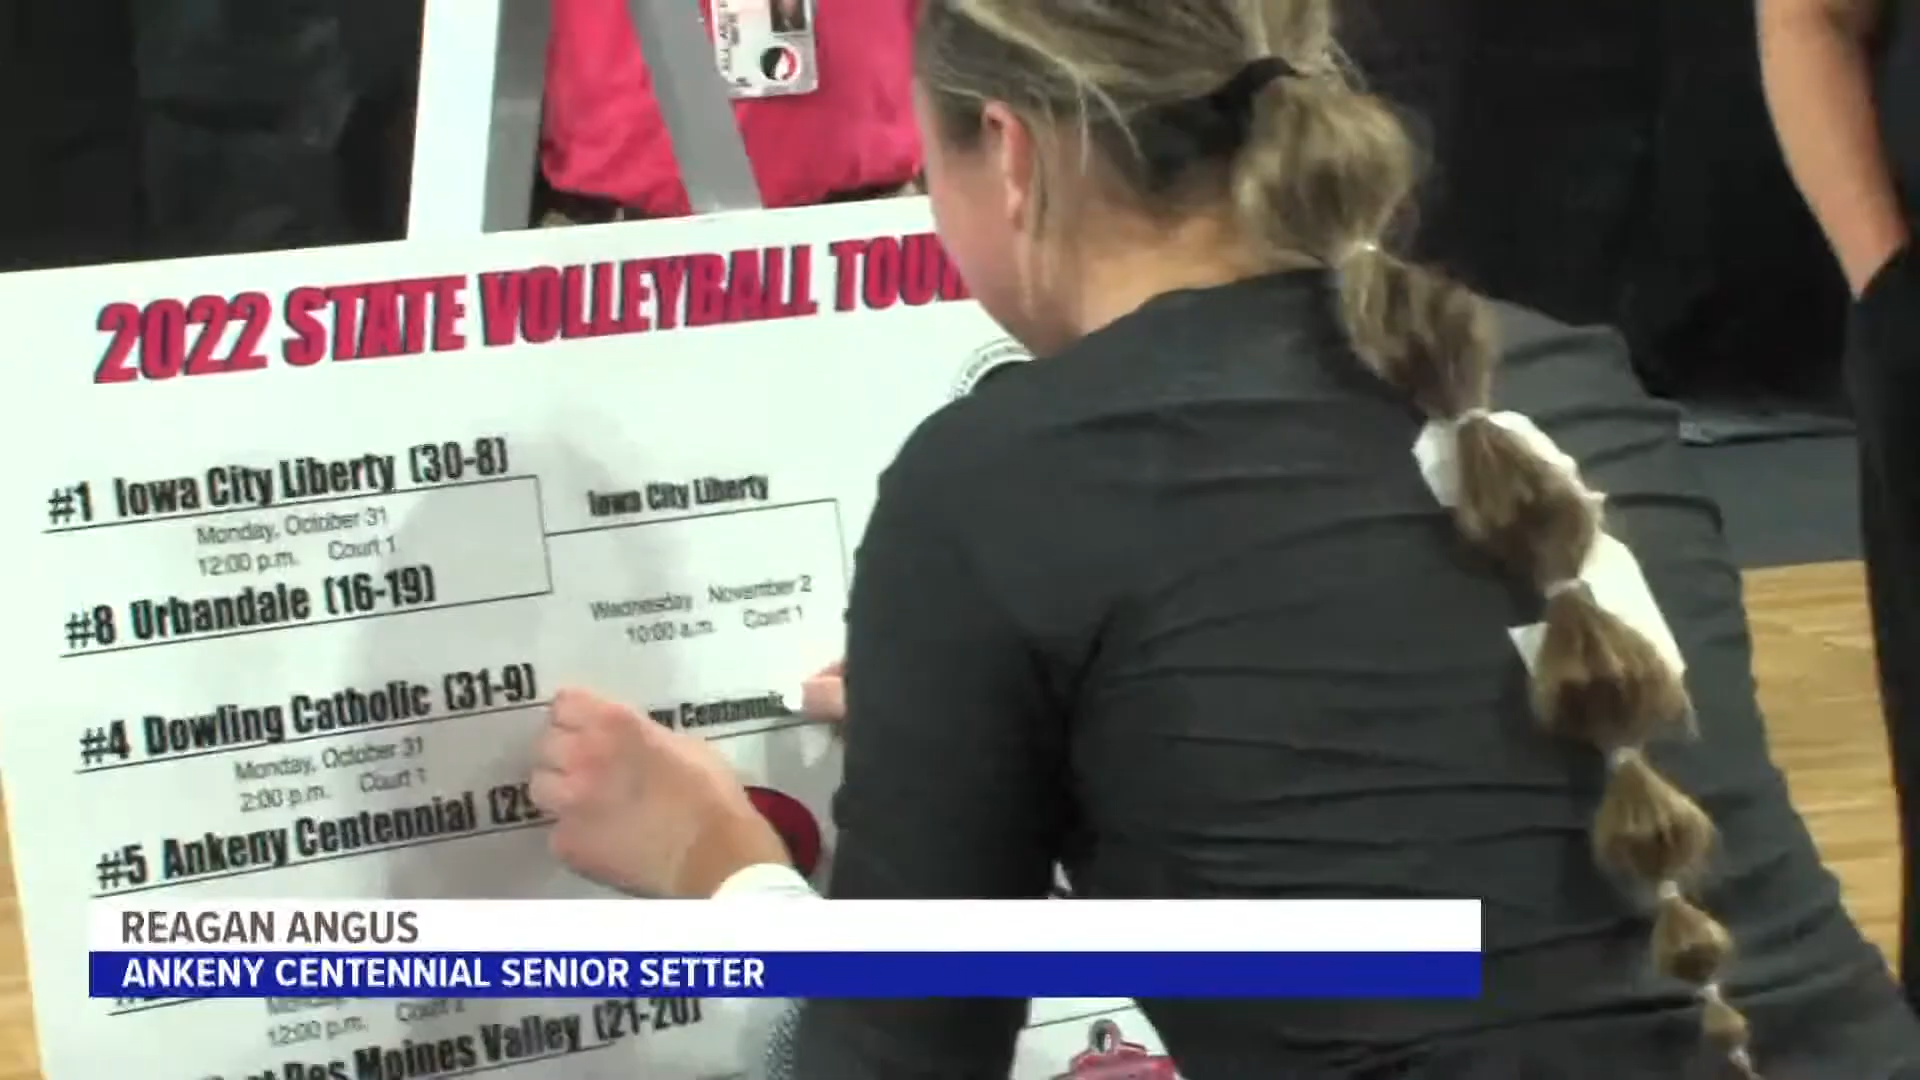 2022 STATE VOLLEYBALL
#1 Iowa City Liberty (30-8)
Monday, October 31
12:00 p.m. Court 1
#8 Urbandale (16-19)
Iowa City Liberty
Wednesday November 2
10:00 a.m. Court 1
#4 Dowling Catholic (31-9)
Monday, October 31
2:00 p.m. Court 1
#5 Ankeny Centennial
Centennial
REAGAN ANGUS
ANKENY CENTENNIAL SENIOR SETTER
12:00 p.m. Court 2
Des Moines Valley (21-20)